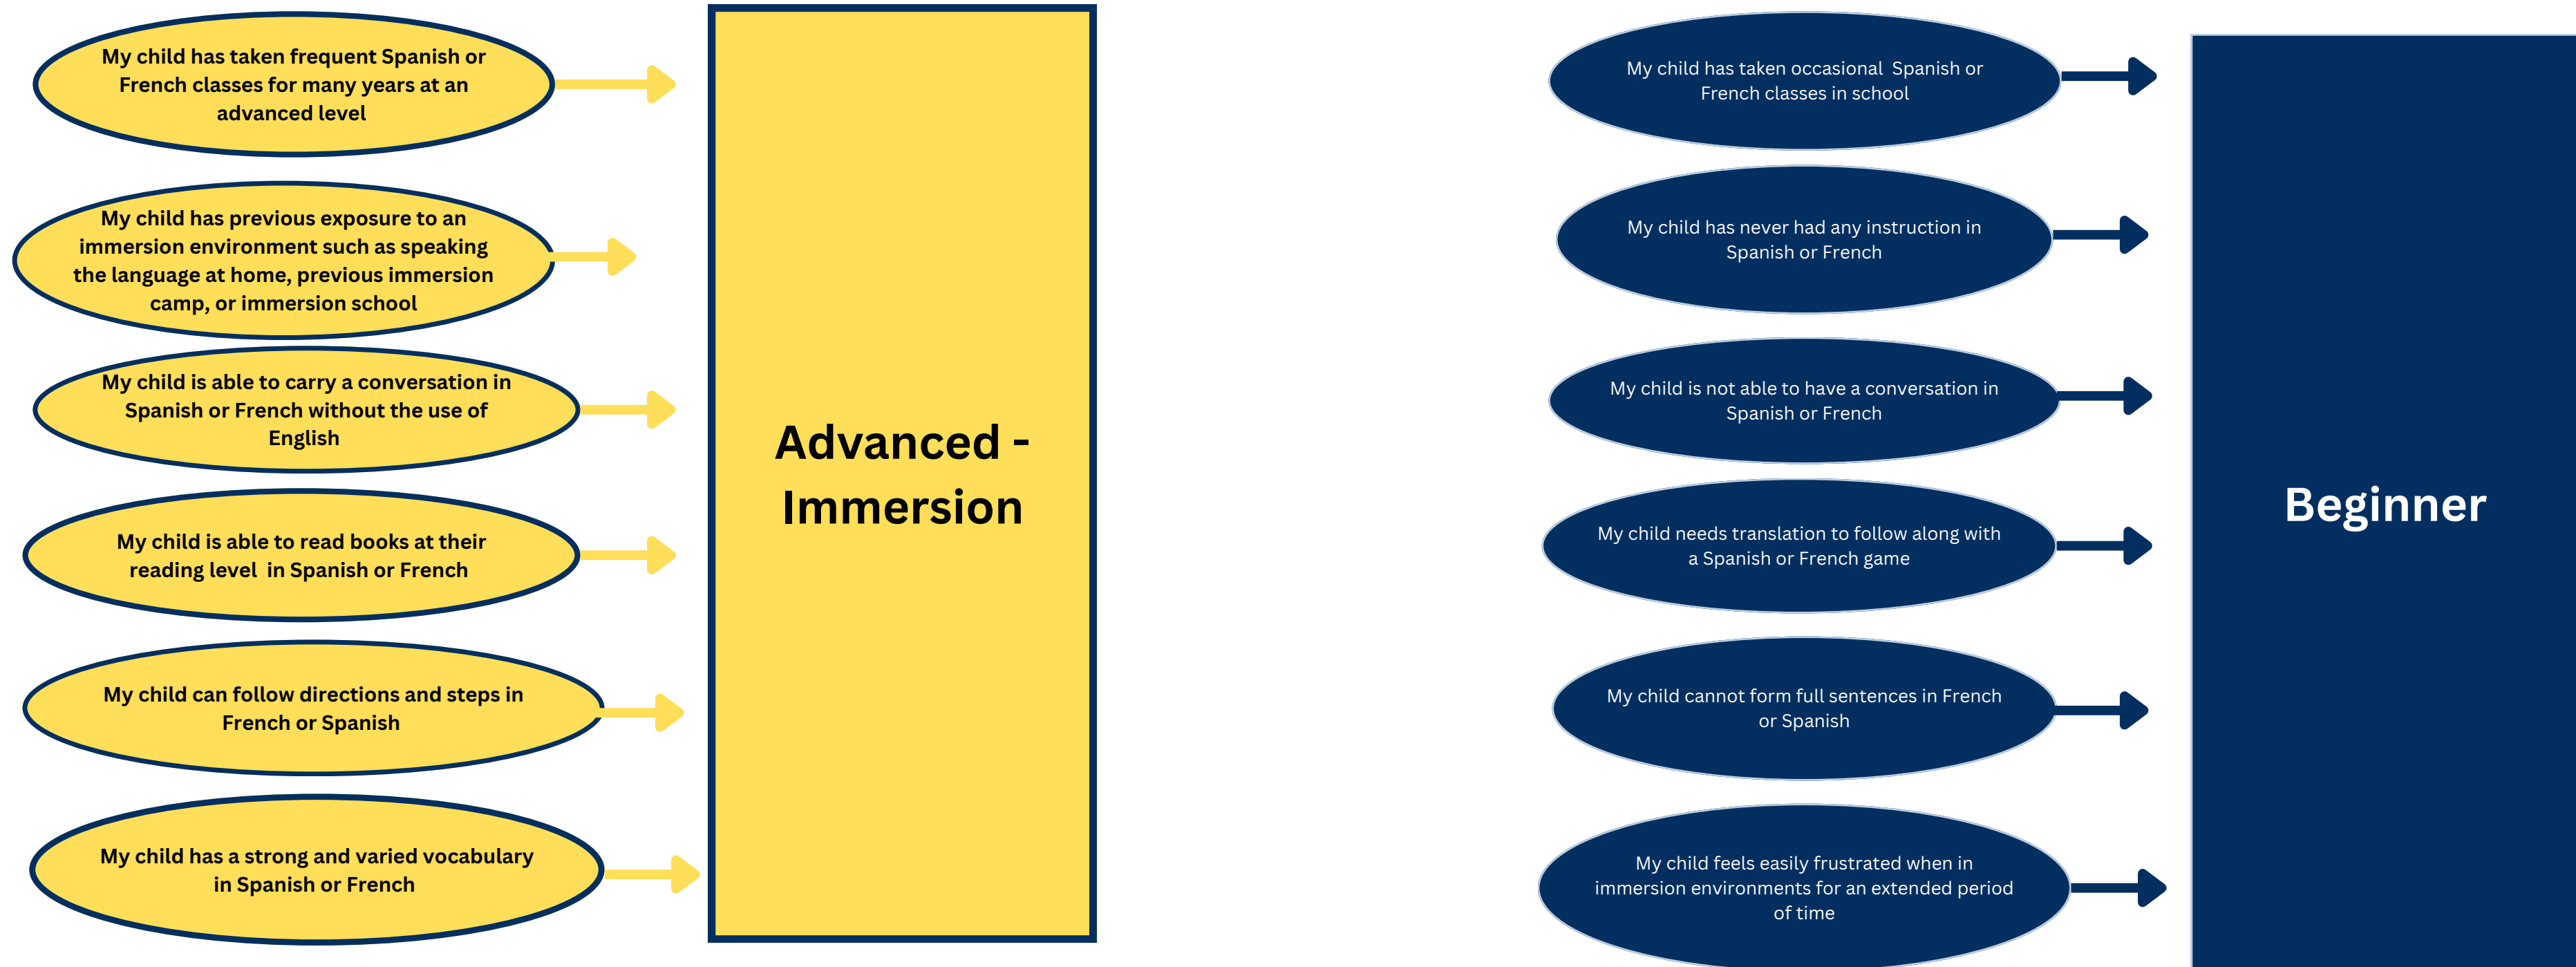 My child has taken frequent Spanish or
French classes for many years at an
advanced level
My child has previous exposure to an
immersion environment such as speaking
the language at home, previous immersion
camp, or immersion school
My child is able to carry a conversation in
Spanish or French without the use of
English
My child is able to read books at their
reading level in Spanish or French
My child can follow directions and steps in
French or Spanish
My child has a strong and varied vocabulary
in Spanish or French
Advanced -
Immersion
My child has taken occasional Spanish or
French classes in school
My child has never had any instruction in
Spanish or French
My child is not able to have a conversation in
Spanish or French
My child needs translation to follow along with
a Spanish or French game
My child cannot form full sentences in French
or Spanish
My child feels easily frustrated when in
immersion environments for an extended period
of time
Beginner